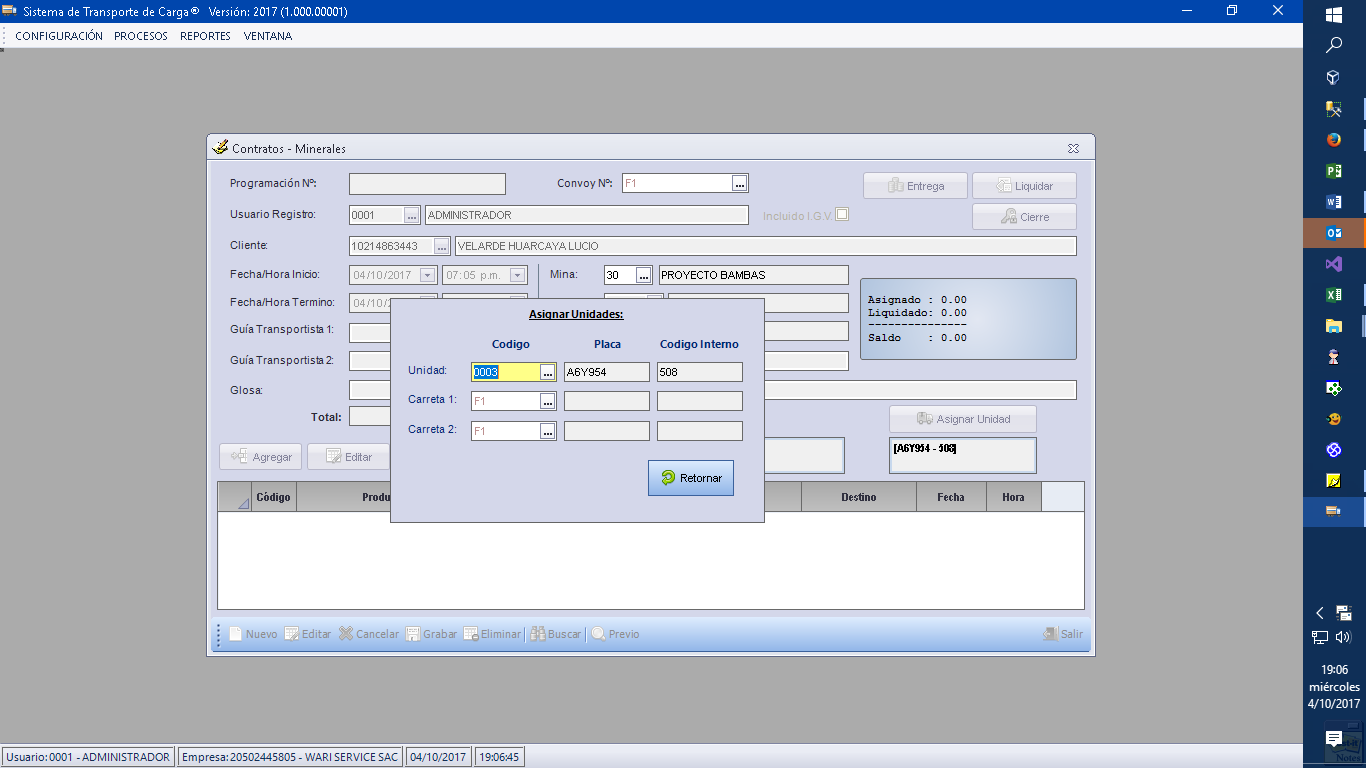 Sistema de Transporte de Carga® Versión: 2017 (1.000.00001)
CONFIGURACIÓN PROCESOS REPORTES VENTANA
Contratos - Minerales
Programación Nº: Convoy Nº: F1 ... Entrega Liquidar
Usuario Registro: 0001 ... ADMINISTRADOR Incluido I.G.V. Cierre
Cliente: 10214863443 ... VELARDE HUARCAYA LUCIO
Fecha/Hora Inicio: 04/10/2017 07:05 p.m. Mina: 30 ... PROYECTO BAMBAS
Fecha/Hora Termino: 04/10/2
Guía Transportista 1:
Guía Transportista 2:
Glosa:
Total:
Asignado : 0.00
Liquidado: 0.00
---------------
Saldo : 0.00
Asignar Unidades:
Codigo Placa Codigo Interno
Unidad: 0003 ... A6Y954 508
Carreta 1: F1 ...
Carreta 2: F1 ...
Retornar
Asignar Unidad
[A6Y954 - 508]
Agregar Editar
Código Produ Destino Fecha Hora
Nuevo Editar Cancelar Grabar Eliminar Buscar Previo Salir
Usuario: 0001 - ADMINISTRADOR Empresa: 20502445805 - WARI SERVICE SAC 04/10/2017 19:06:45
19:06
miércoles
4/10/2017
Notes